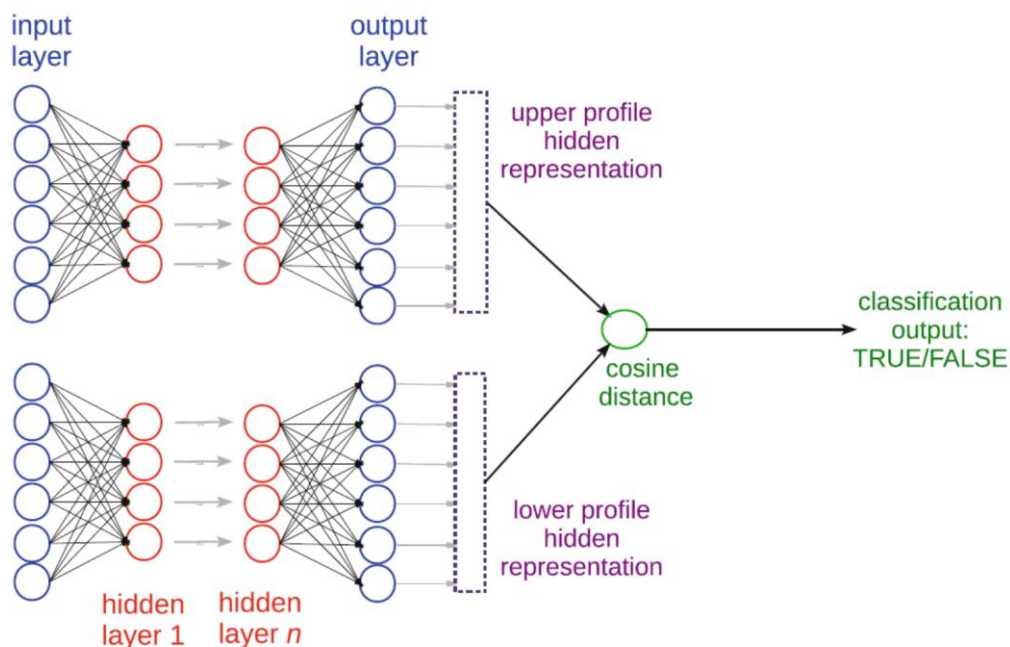 input
layer
output
layer
upper profile
hidden
representation
classification
output:
TRUE/FALSE
cosine
distance
lower profile
hidden
representation
hidden
layer 1
hidden
layer n